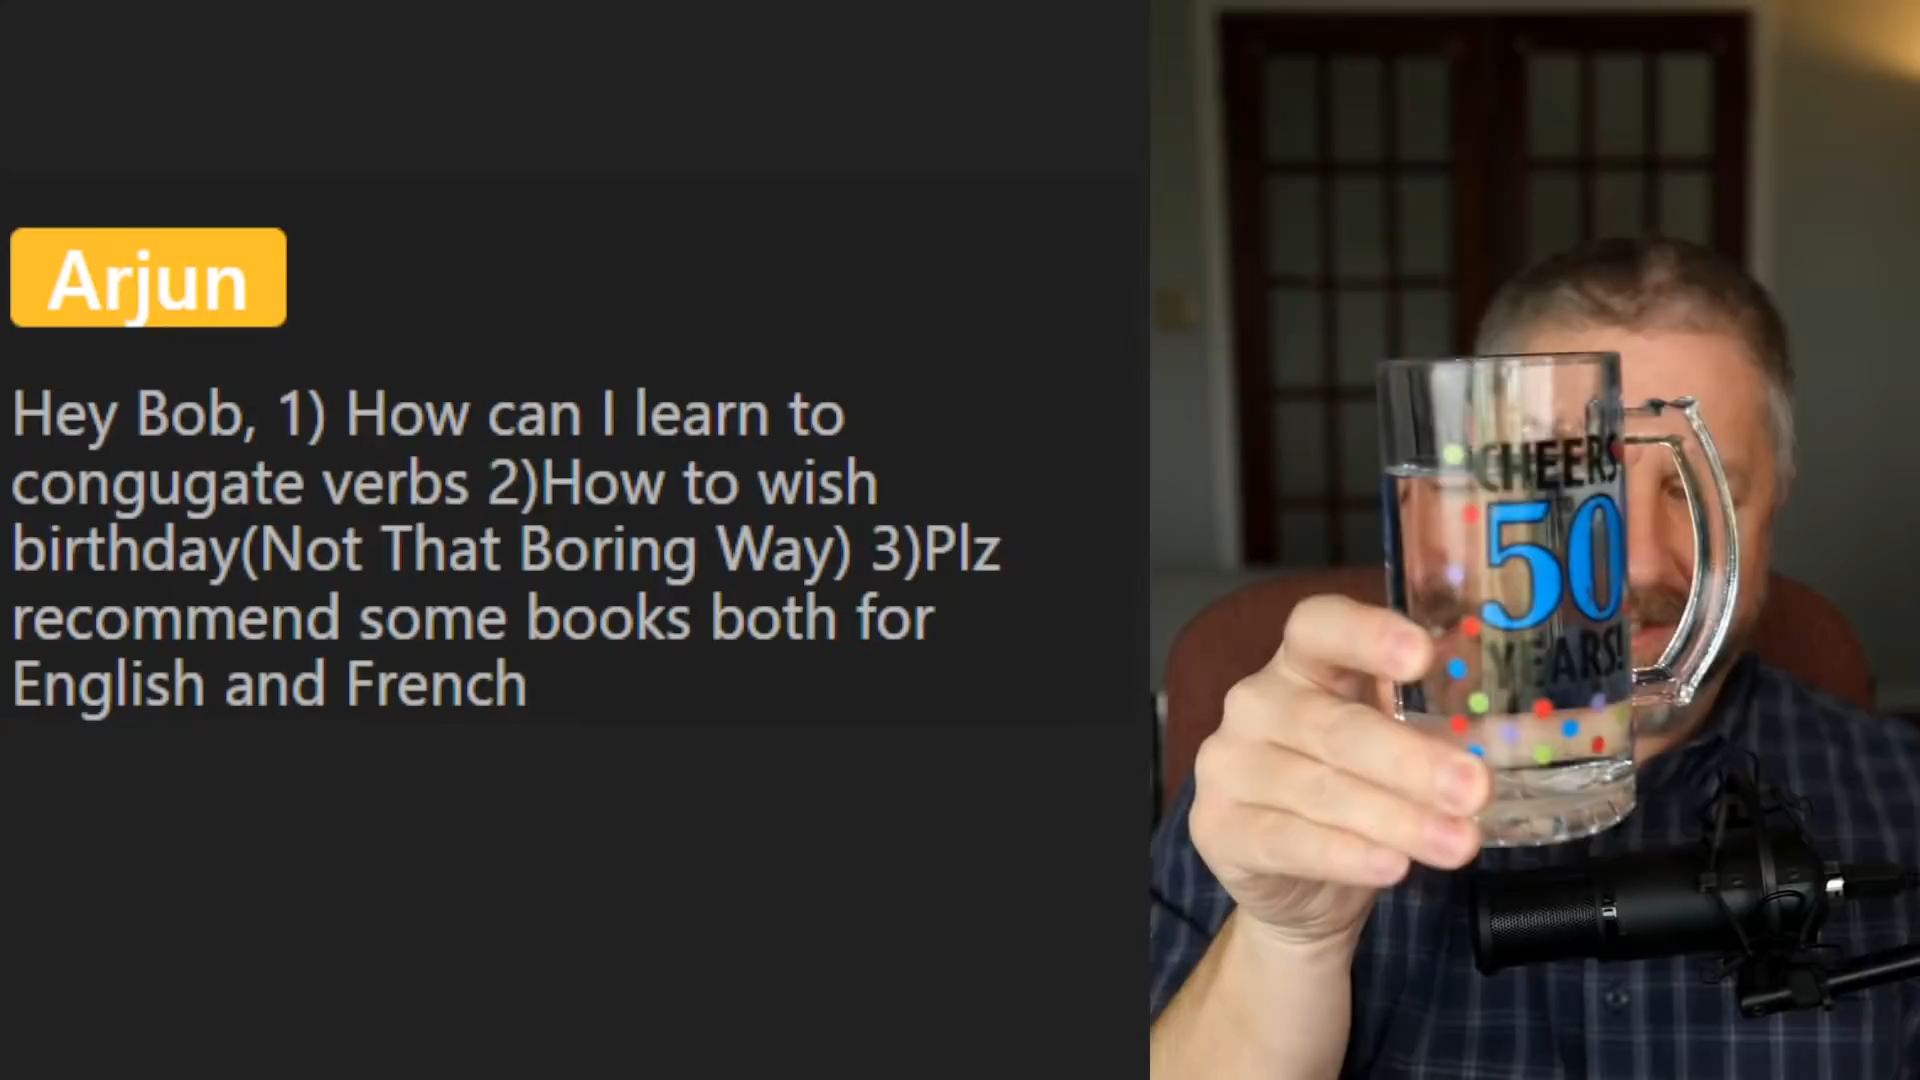 Arjun
Hey Bob, 1) How can I learn to
congugate verbs 2)How to wish
birthday(Not That Boring Way) 3)Plz
recommend some books both for
English and French
CHEERS
50
YEARS!